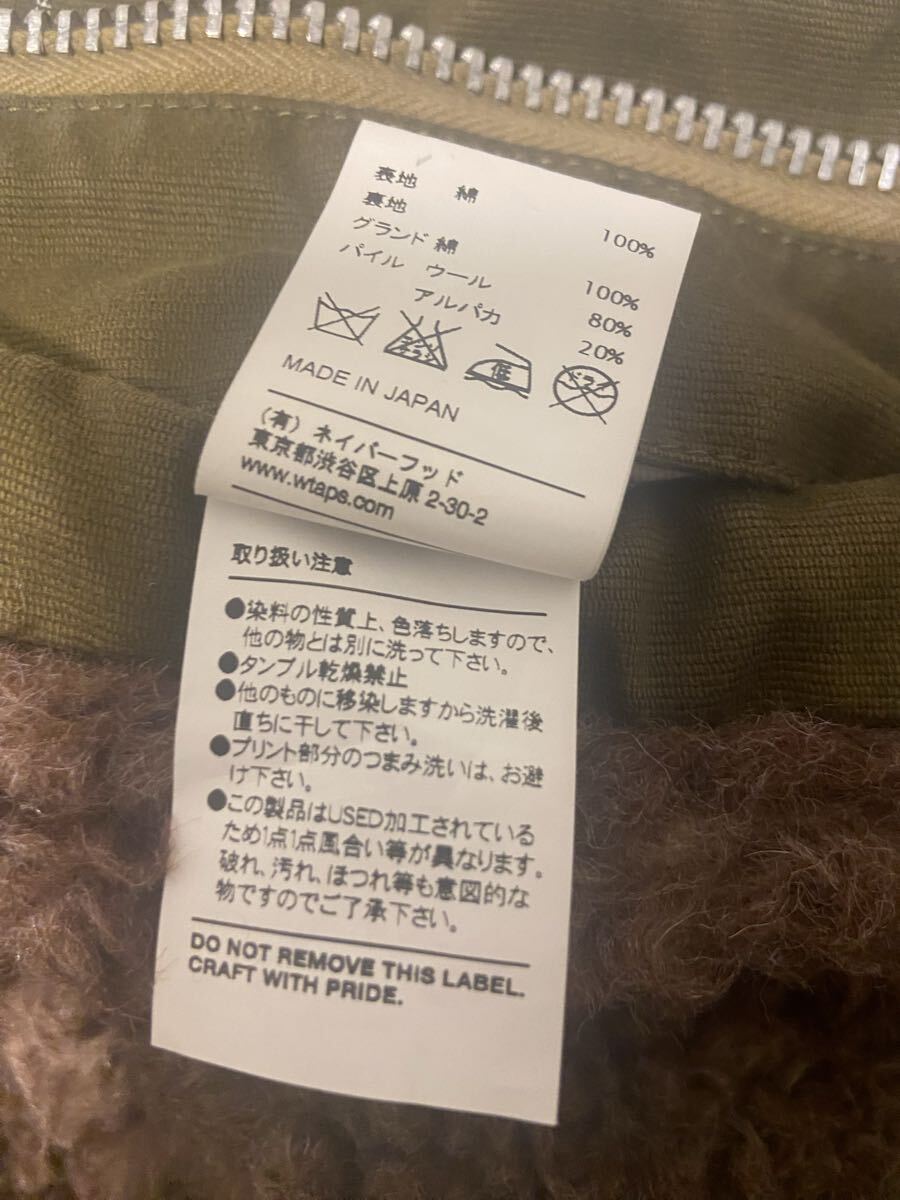 表地 綿 100%
裏地
グランド 綿 100%
パイル ウール 80%
アルパカ 20%
エンソ サラシ 低 ドライ
MADE IN JAPAN
(有) ネイバーフッド
東京都渋谷区上原 2-30-2
www.wtaps.com
取り扱い注意
●染料の性質上、色落ちしますので、
他の物とは別に洗って下さい。
●タンブル乾燥禁止
●他のものに移染しますから洗濯後
直ちに干して下さい。
●プリント部分のつまみ洗いは、お避
け下さい。
●この製品はUSED加工されている
ため1点1点風合い等が異なります。
破れ、汚れ、ほつれ等も意図的な
物ですのでご了承下さい。
DO NOT REMOVE THIS LABEL.
CRAFT WITH PRIDE.